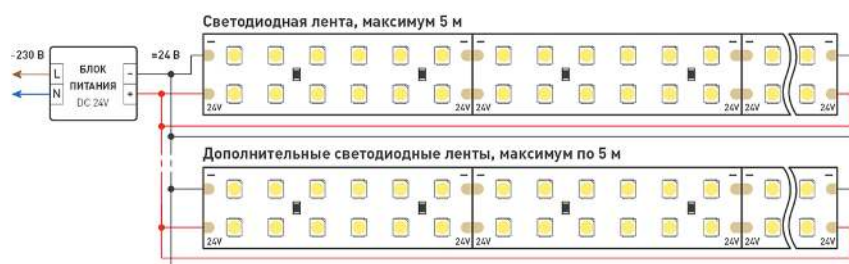 Светодиодная лента, максимум 5 м
~230 В
=24 В
L
N
БЛОК
ПИТАНИЯ
DC 24V
−
+
− − − − −
24V 24V 24V 24V 24V
Дополнительные светодиодные ленты, максимум по 5 м
− − − − −
24V 24V 24V 24V 24V